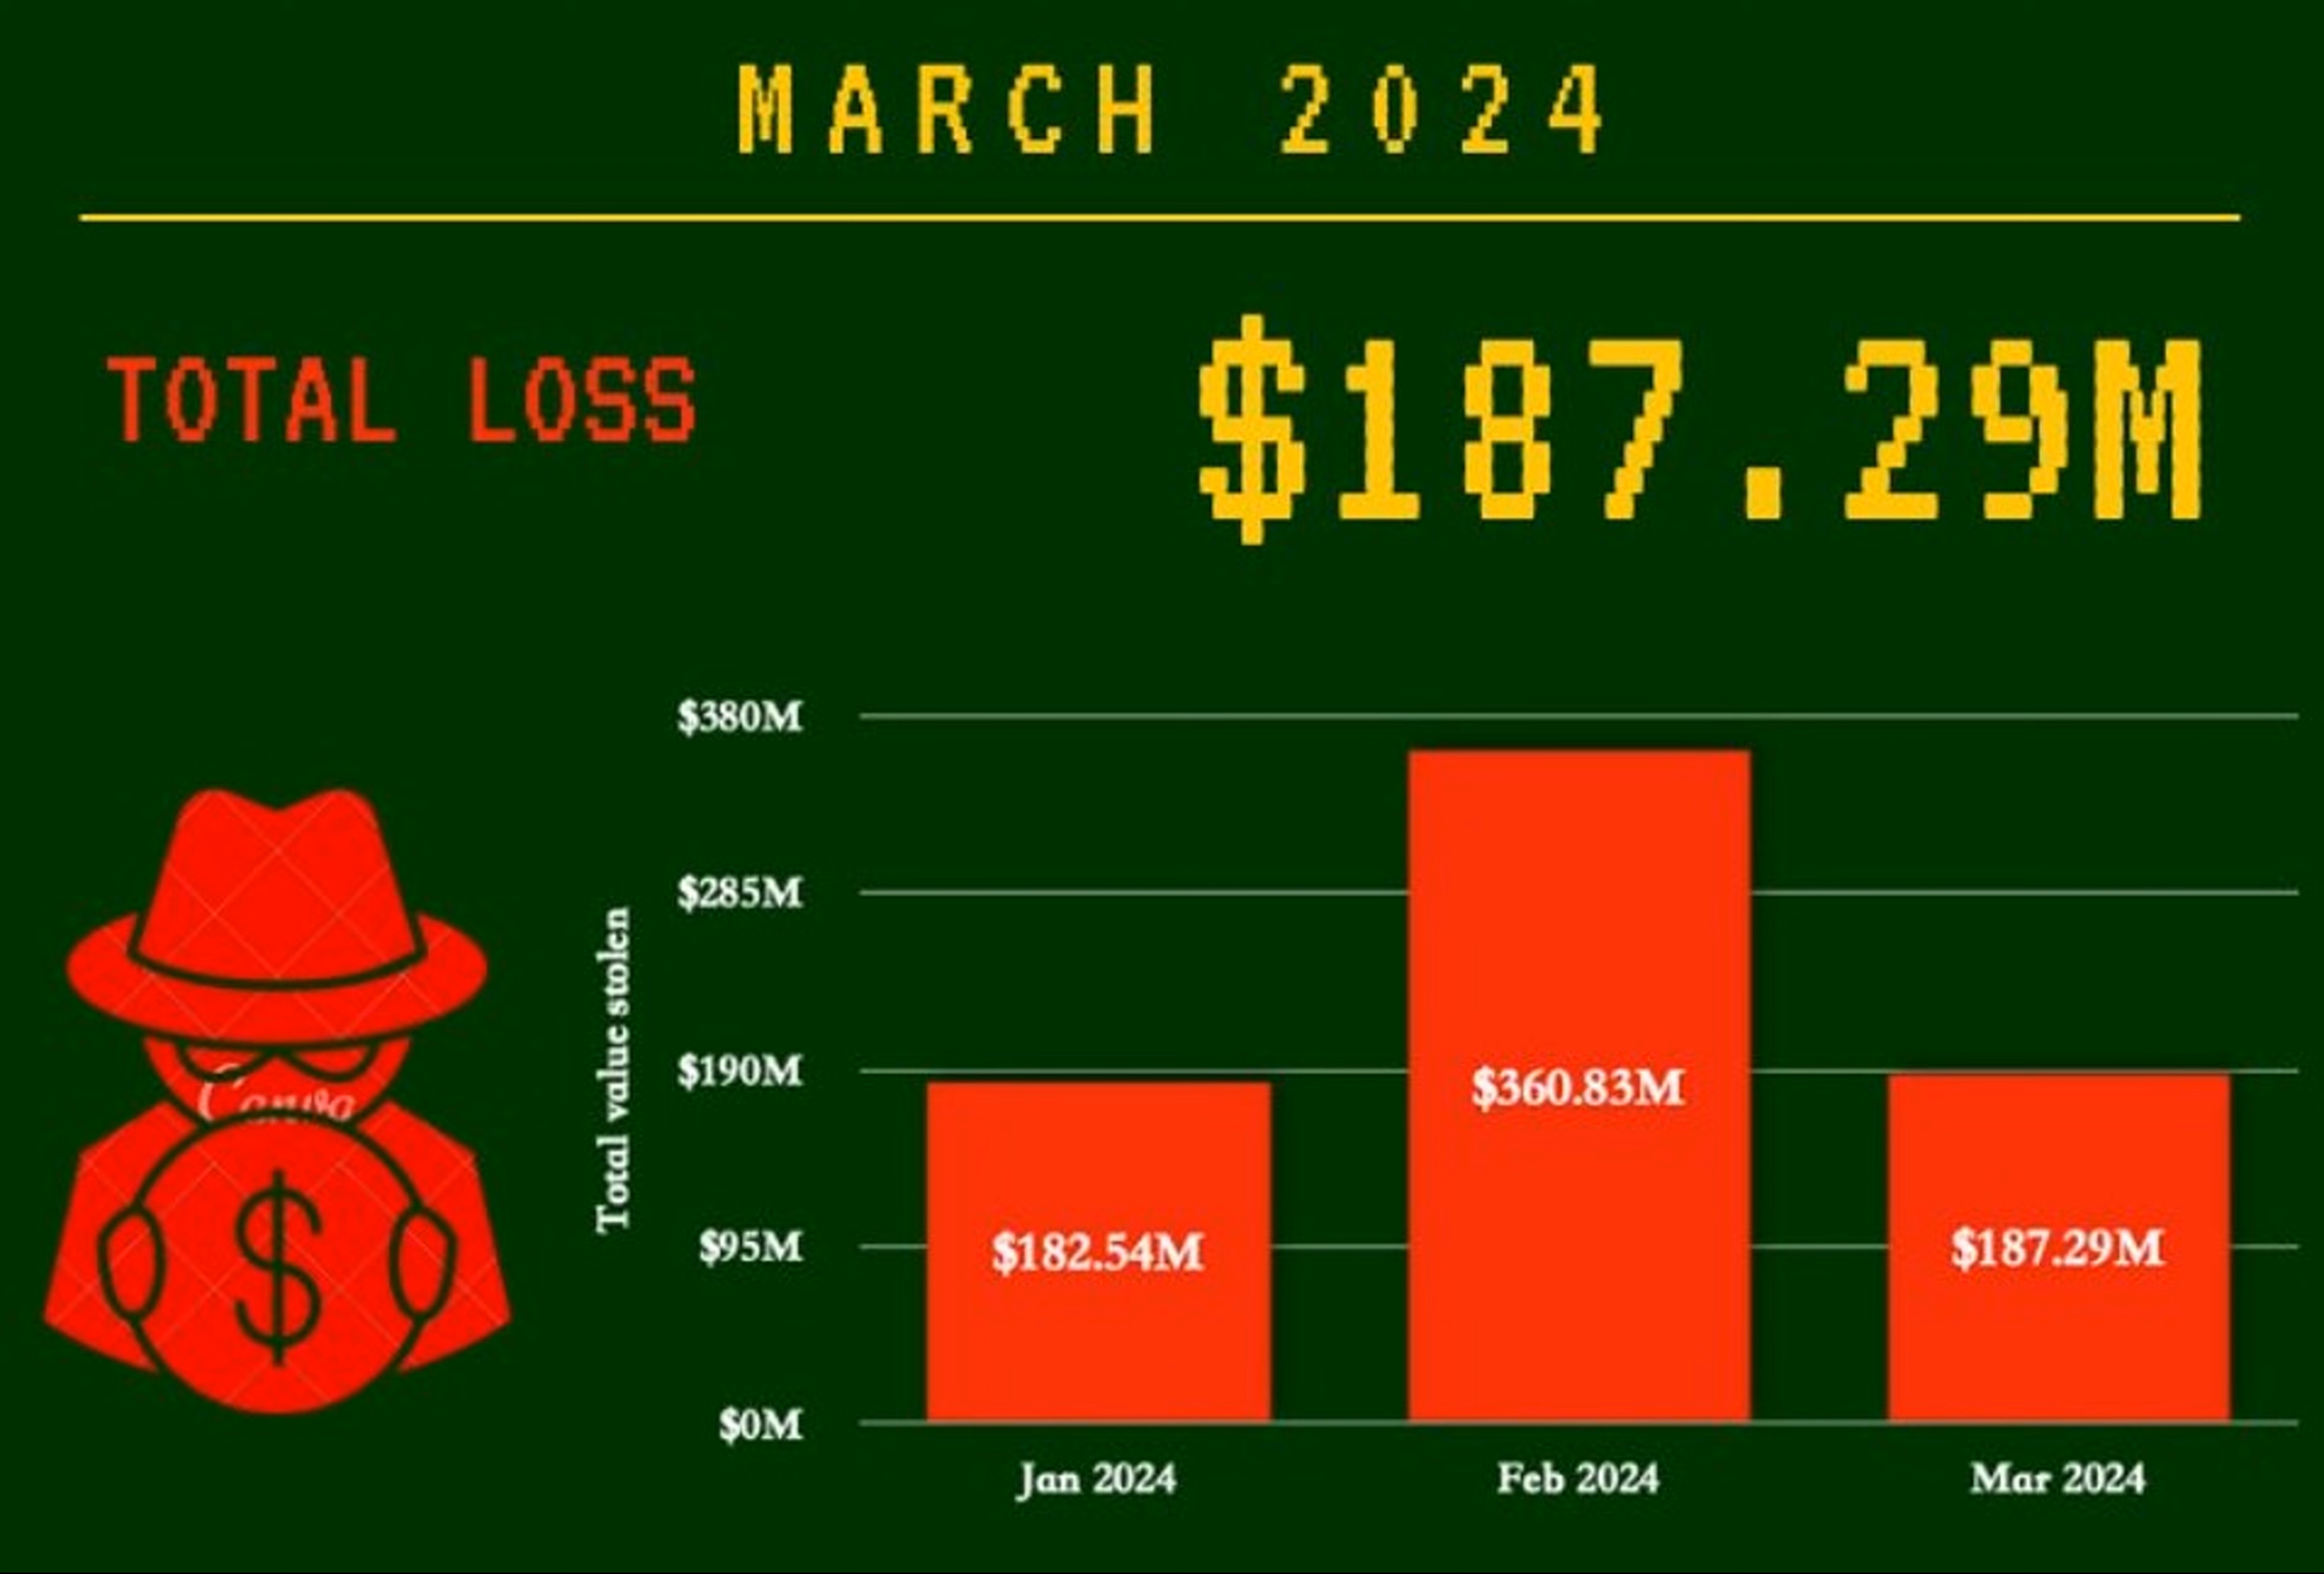 MARCH 2024
TOTAL LOSS
$187.29M
$380M
$285M
$190M
$95M
$0M
Total value stolen
$182.54M
$360.83M
$187.29M
Jan 2024
Feb 2024
Mar 2024
Canva
$